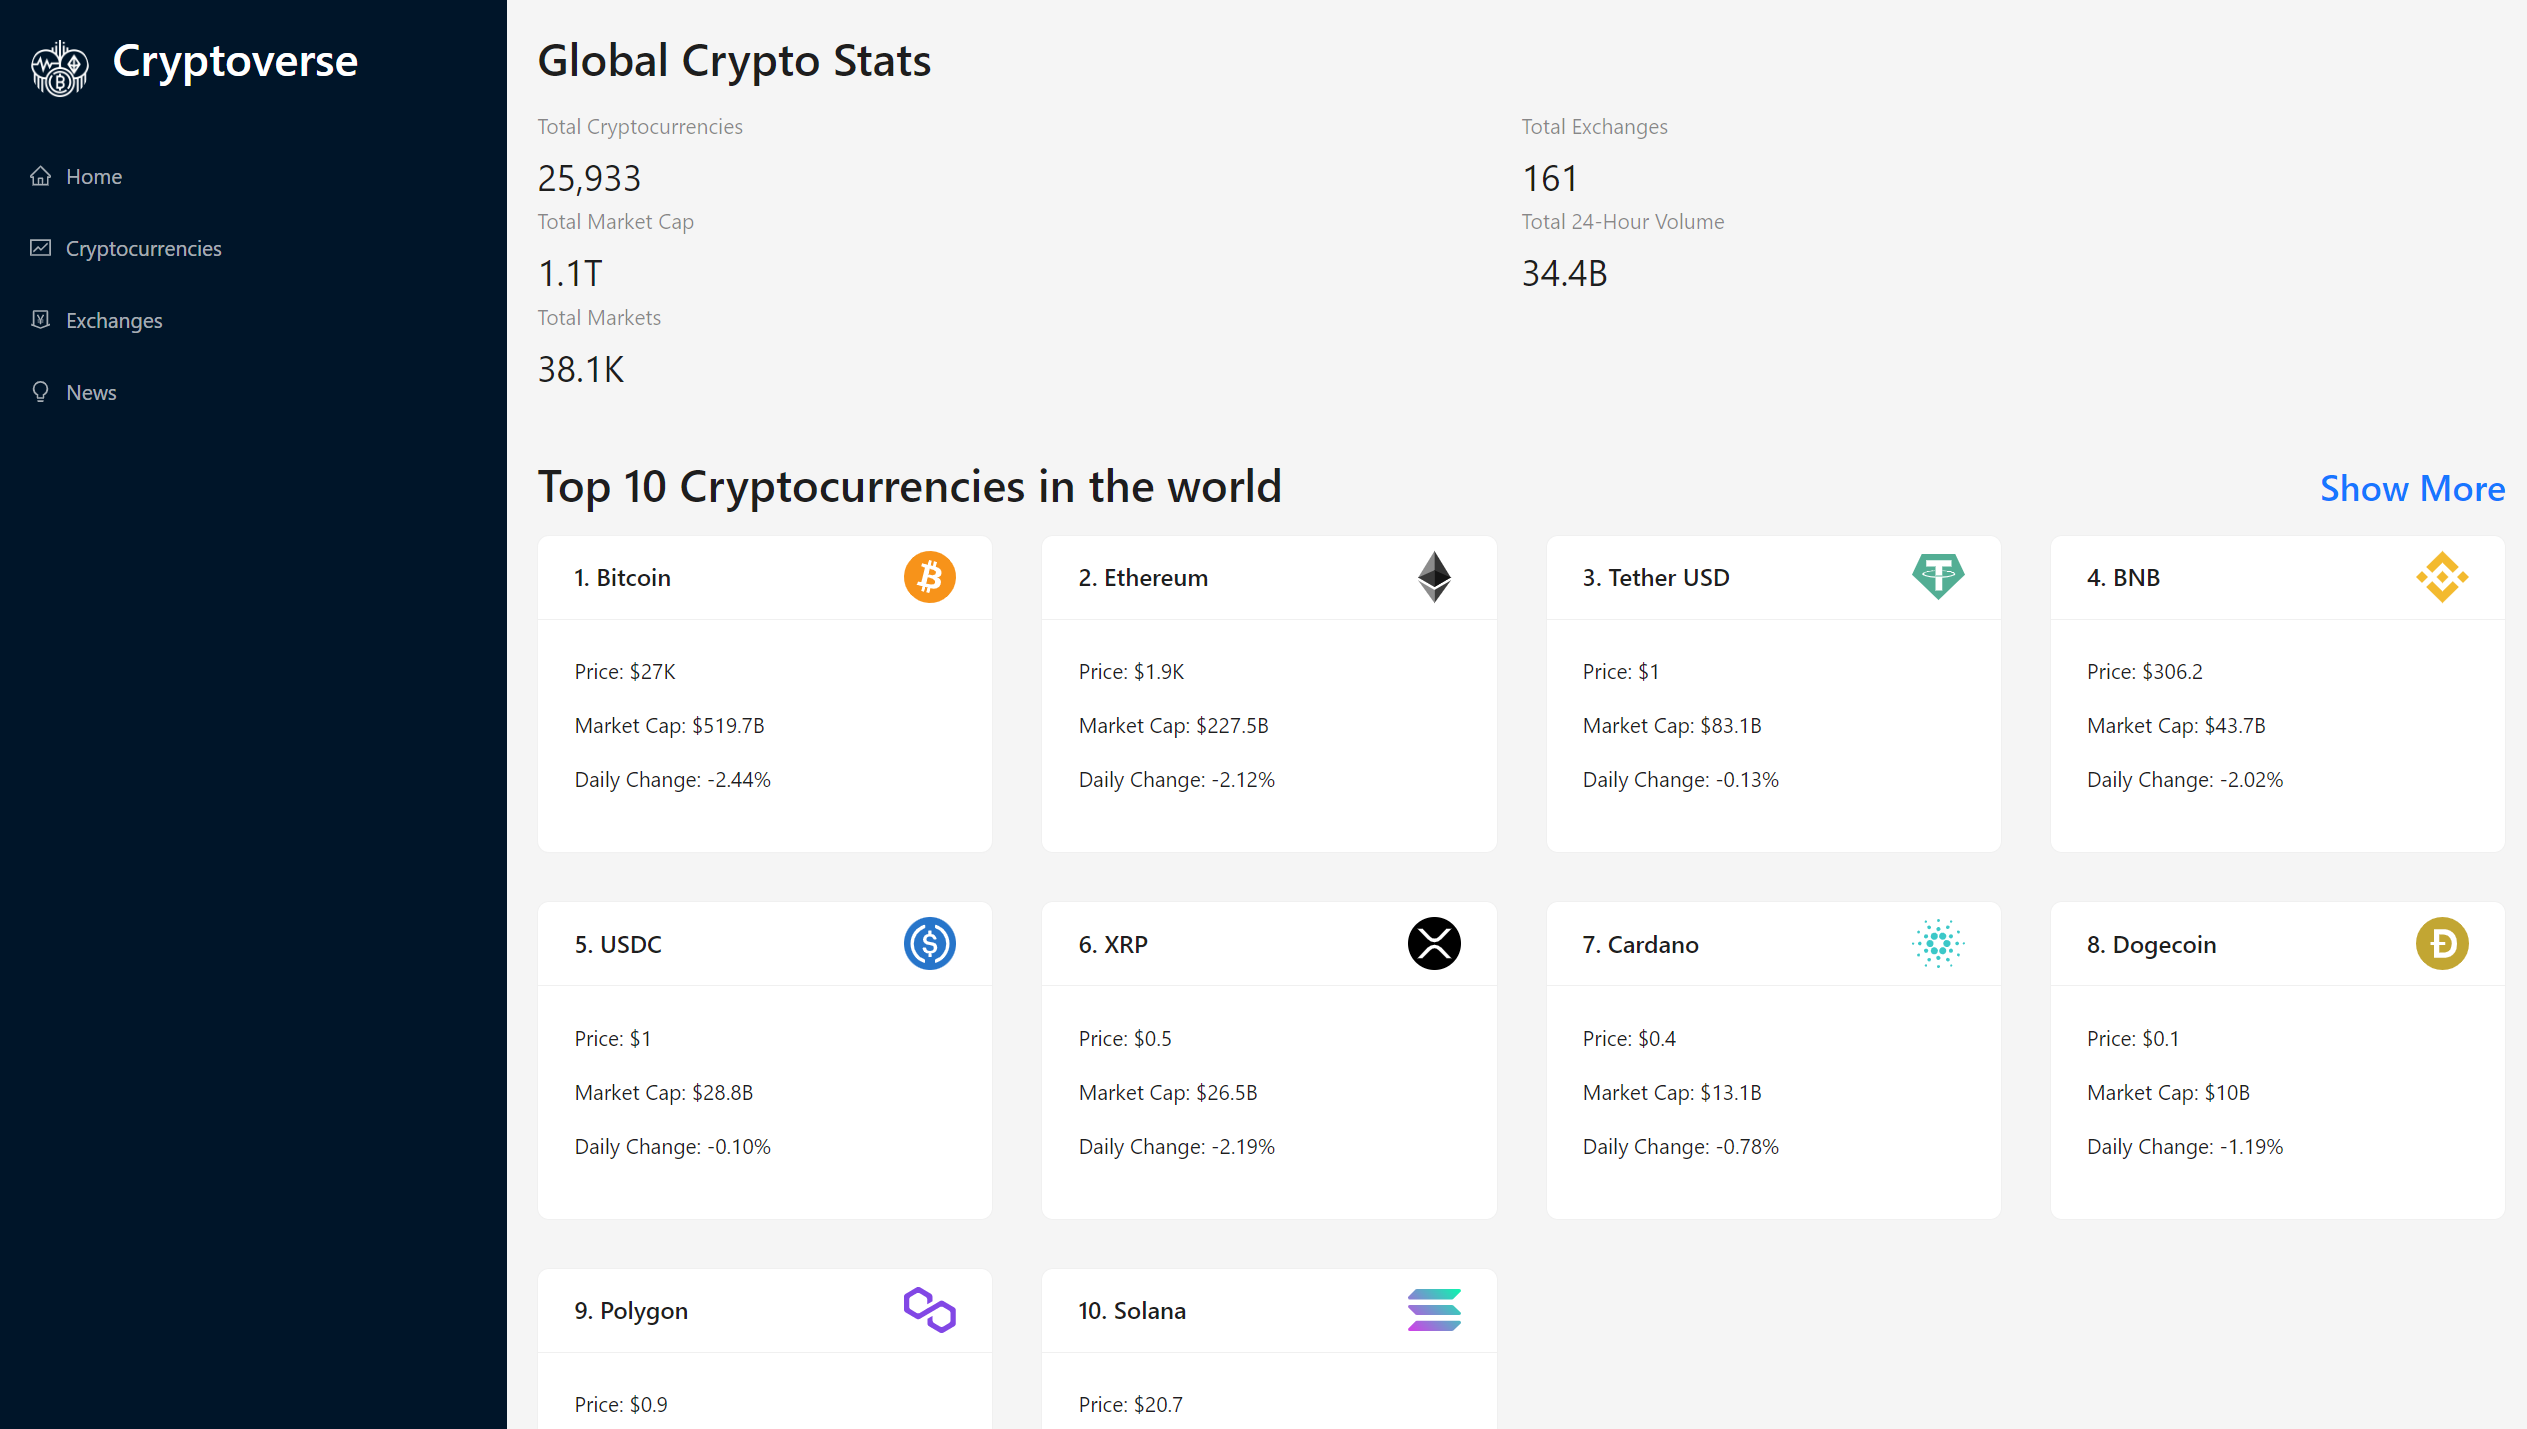 Cryptoverse
Home
Cryptocurrencies
Exchanges
News
Global Crypto Stats
Total Cryptocurrencies
25,933
Total Exchanges
161
Total Market Cap
1.1T
Total 24-Hour Volume
34.4B
Total Markets
38.1K
Top 10 Cryptocurrencies in the world
Show More
1. Bitcoin
Price: $27K
Market Cap: $519.7B
Daily Change: -2.44%
2. Ethereum
Price: $1.9K
Market Cap: $227.5B
Daily Change: -2.12%
3. Tether USD
Price: $1
Market Cap: $83.1B
Daily Change: -0.13%
4. BNB
Price: $306.2
Market Cap: $43.7B
Daily Change: -2.02%
5. USDC
Price: $1
Market Cap: $28.8B
Daily Change: -0.10%
6. XRP
Price: $0.5
Market Cap: $26.5B
Daily Change: -2.19%
7. Cardano
Price: $0.4
Market Cap: $13.1B
Daily Change: -0.78%
8. Dogecoin
Price: $0.1
Market Cap: $10B
Daily Change: -1.19%
9. Polygon
Price: $0.9
10. Solana
Price: $20.7